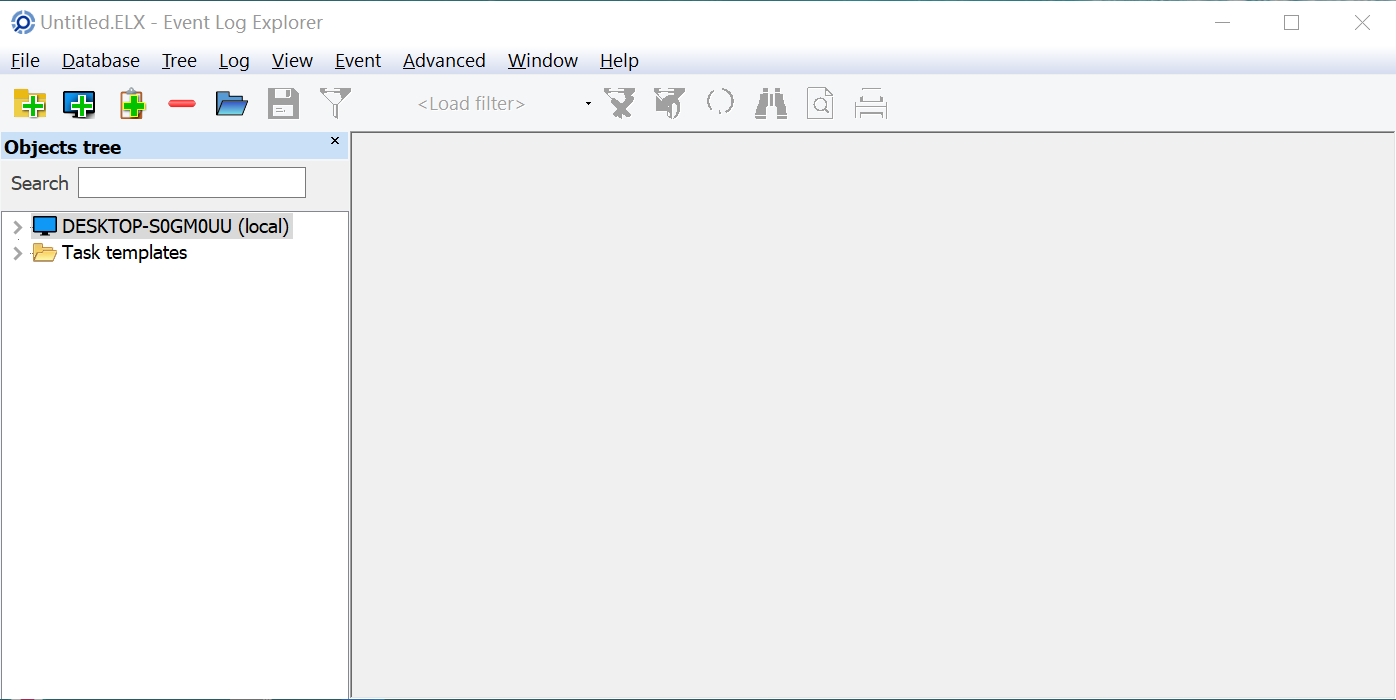 Untitled.ELX - Event Log Explorer
File Database Tree Log View Event Advanced Window Help
<Load filter>
Objects tree
Search
DESKTOP-S0GM0UU (local)
Task templates